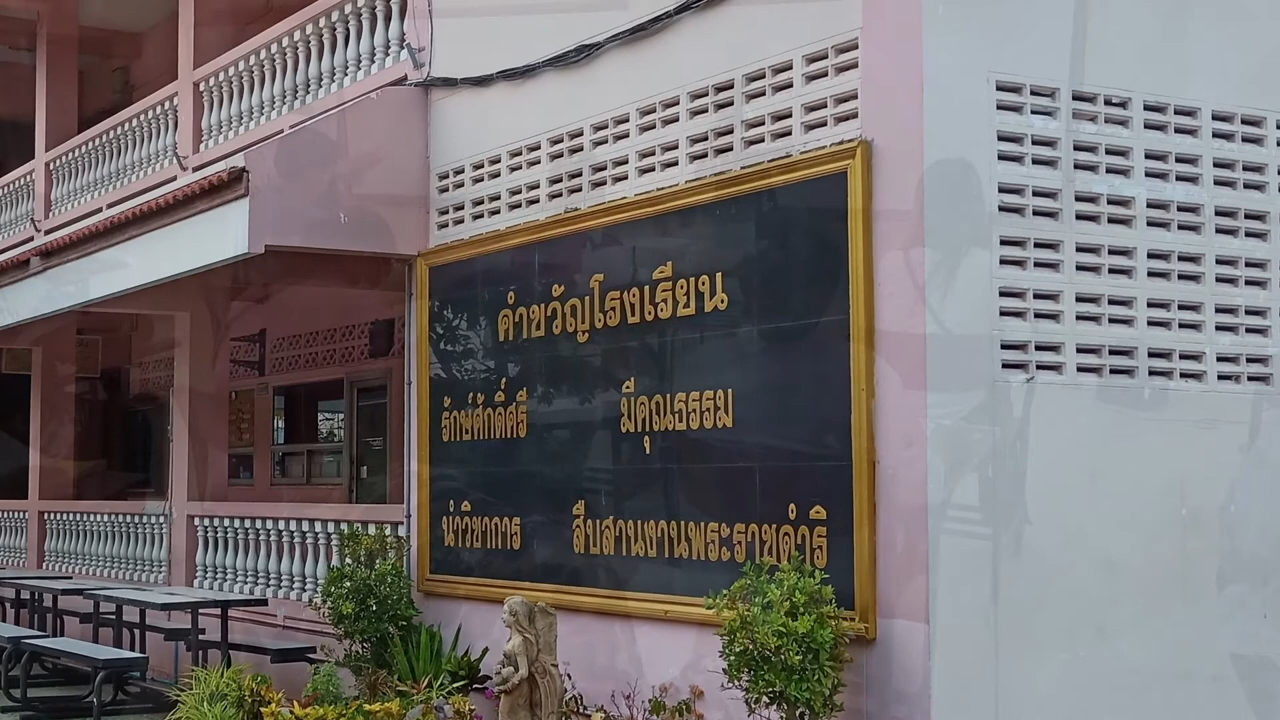 คำขวัญโรงเรียน
รักษ์ศักดิ์ศรี มีคุณธรรม
นำวิชาการ สืบสานงานพระราชดำริ